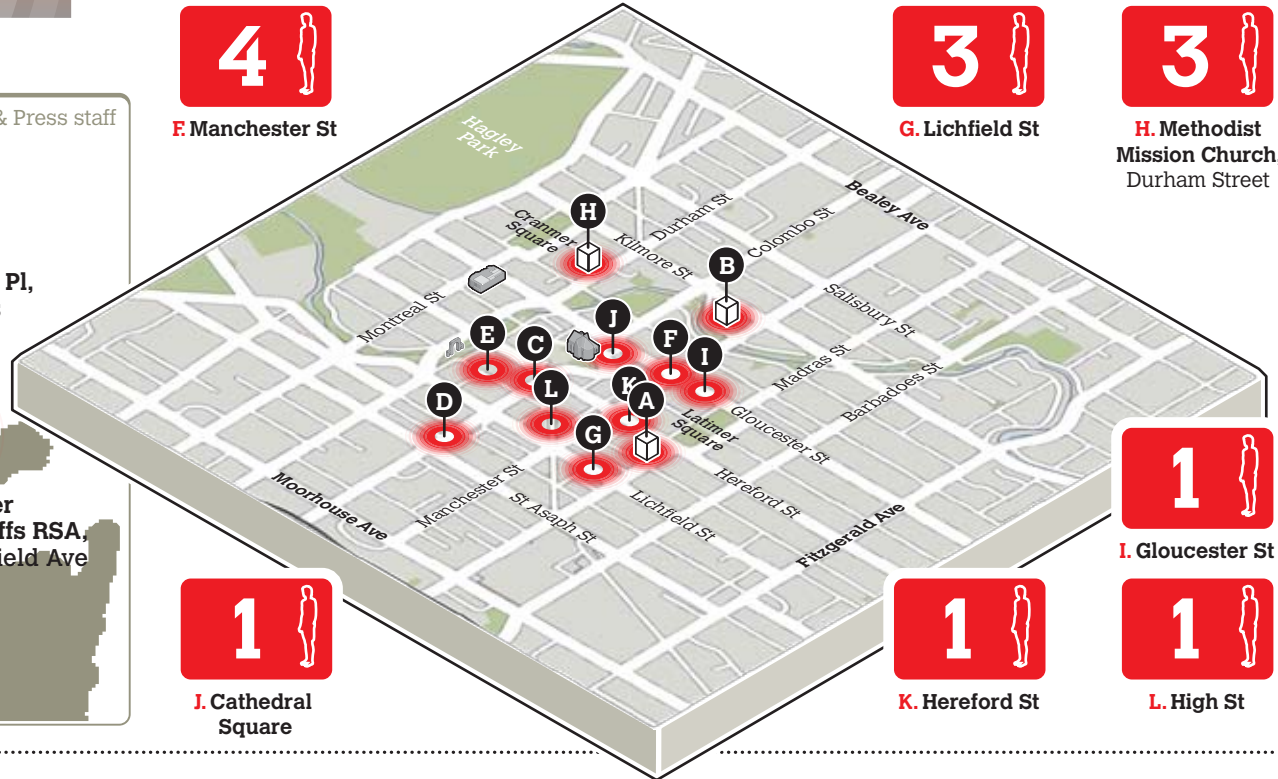 & Press staff
Pl,
er
ffs RSA,
ield Ave
4
F. Manchester St
3
G. Lichfield St
3
H. Methodist
Mission Church,
Durham Street
Hagley
Park
Bealey Ave
Durham St
Colombo St
Cranmer
Square
Kilmore St
Salisbury St
Montreal St
Madras St
Barbadoes St
Latimer
Square
Gloucester St
Hereford St
Lichfield St
Manchester St
St Asaph St
Moorhouse Ave
Fitzgerald Ave
H
B
J
E
C
F
I
L
K
A
D
G
1
I. Gloucester St
1
J. Cathedral
Square
1
K. Hereford St
1
L. High St